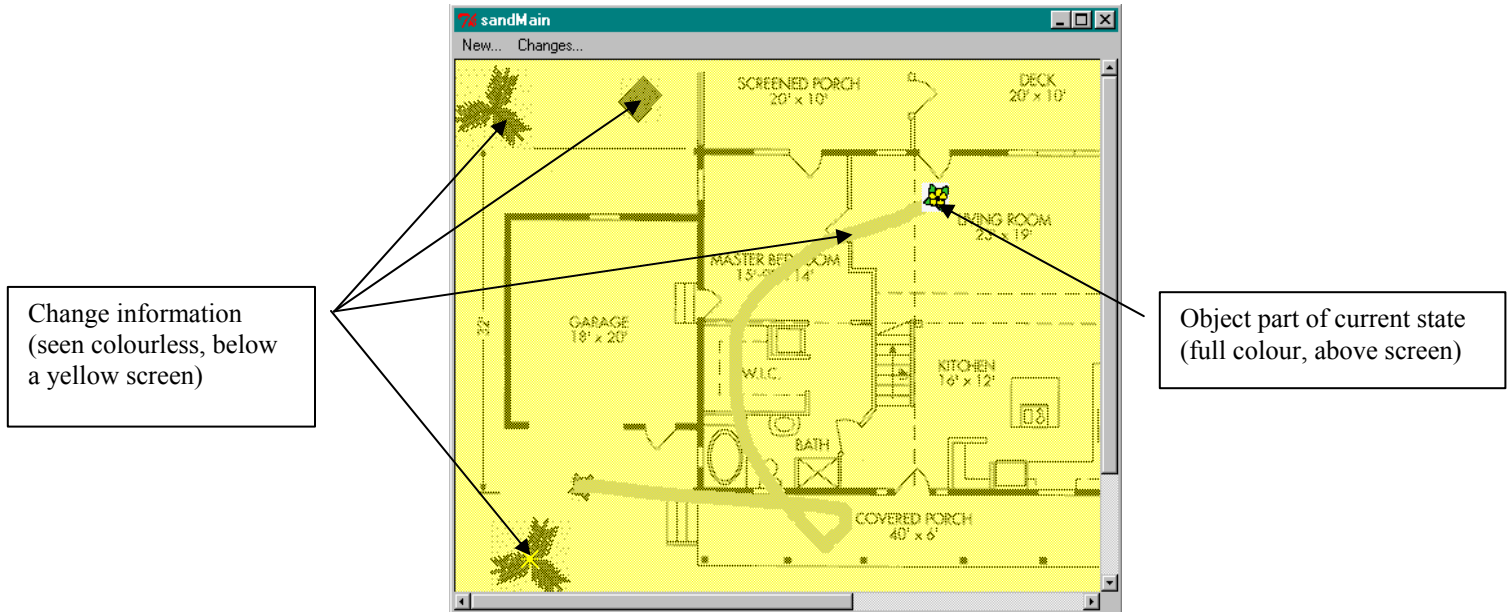 sandMain
New... Changes...
SCREENED PORCH
20' x 10'
DECK
20' x 10'
LIVING ROOM
23' x 19'
MASTER BEDROOM
14'
32'
GARAGE
18' x 20'
W.I.C.
KITCHEN
16' x 12'
BATH
COVERED PORCH
40' x 6'
Change information
(seen colourless, below
a yellow screen)
Object part of current state
(full colour, above screen)